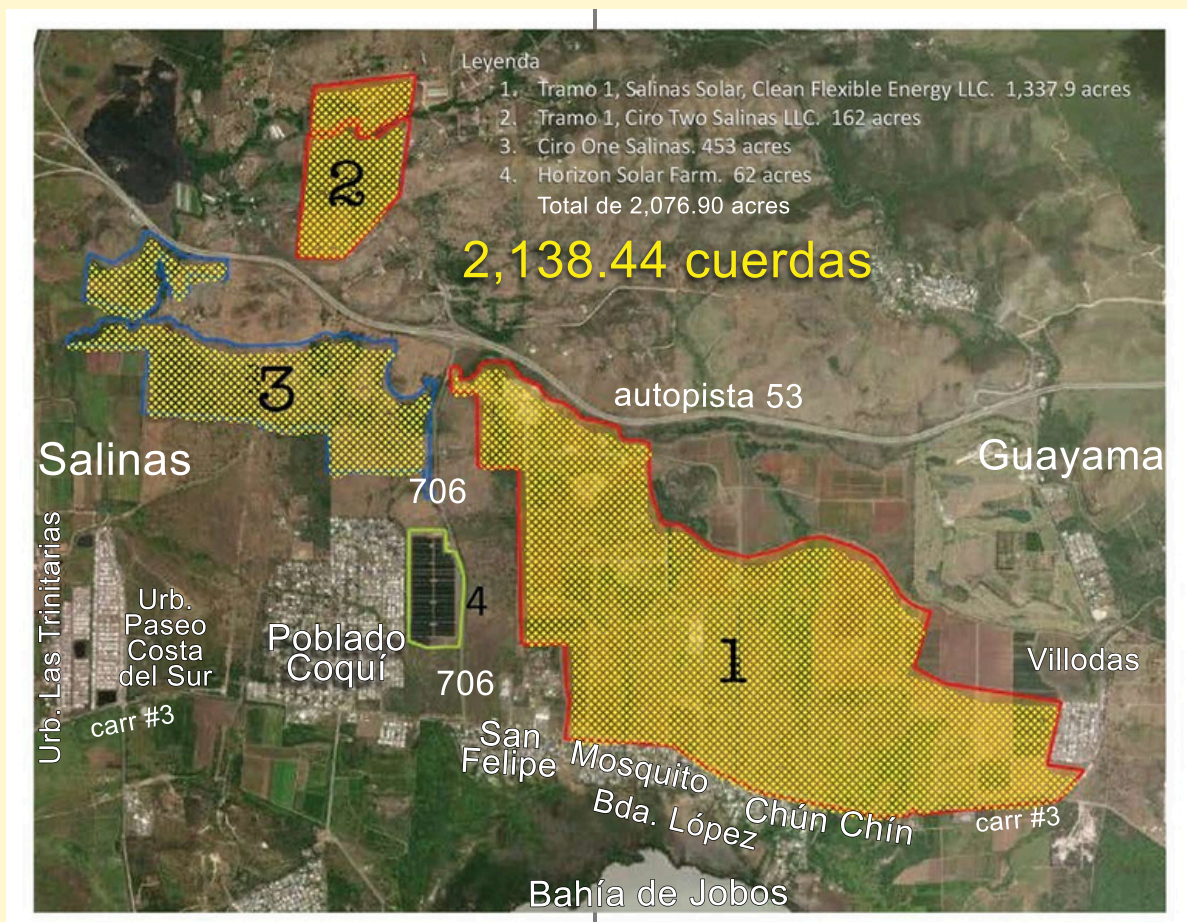 Leyenda
1. Tramo 1, Salinas Solar, Clean Flexible Energy LLC. 1,337.9 acres
2. Tramo 1, Ciro Two Salinas LLC. 162 acres
3. Ciro One Salinas. 453 acres
4. Horizon Solar Farm. 62 acres
Total de 2,076.90 acres
2
2,138.44 cuerdas
3
autopista 53
Salinas
Guayama
706
Urb. Las Trinitarias
Urb.
Paseo
Costa
del Sur
Poblado
Coquí
4
1
Villodas
706
carr #3
San
Felipe
Mosquito
Bda. López
Chún Chín
carr #3
Bahía de Jobos